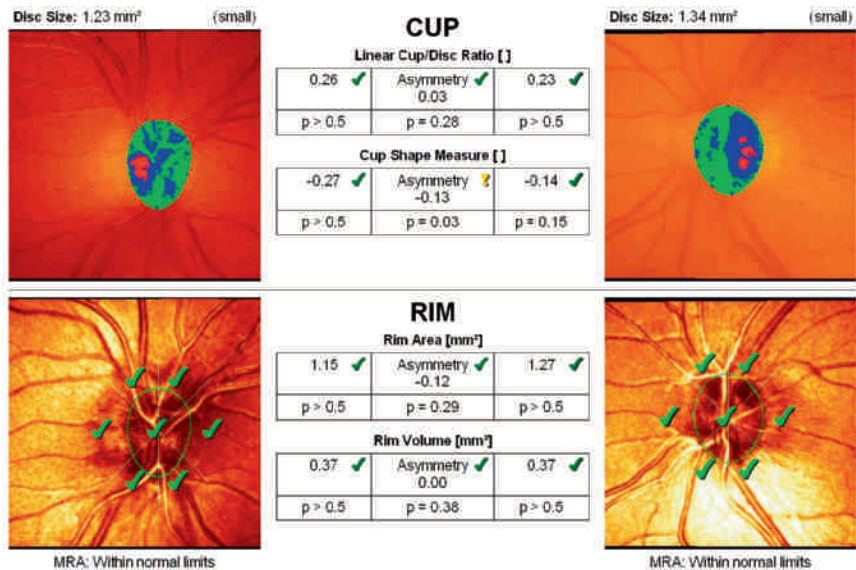 Disc Size: 1.23 mm² (small)
CUP
Disc Size: 1.34 mm² (small)
Linear Cup/Disc Ratio [ ]
0.26 Asymmetry 0.23
0.03
p > 0.5 p = 0.28 p > 0.5
Cup Shape Measure [ ]
-0.27 Asymmetry ? -0.14
-0.13
p > 0.5 p = 0.03 p = 0.15
RIM
Rim Area [mm²]
1.15 Asymmetry 1.27
-0.12
p > 0.5 p = 0.29 p > 0.5
Rim Volume [mm³]
0.37 Asymmetry 0.37
0.00
p > 0.5 p = 0.38 p > 0.5
MRA: Within normal limits
MRA: Within normal limits